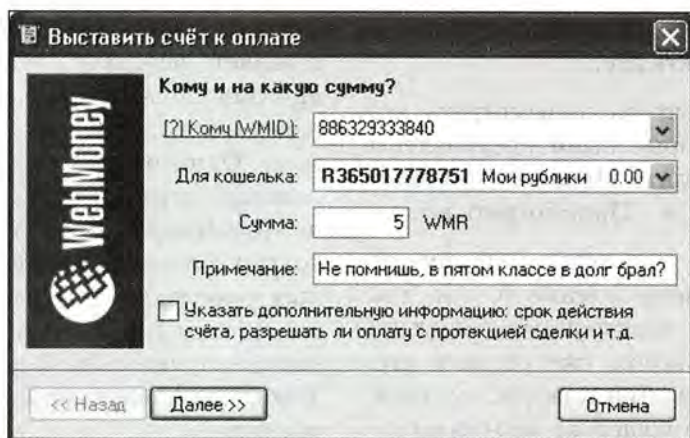 Выставить счёт к оплате
WebMoney
Кому и на какую сумму?
[?] Кому (WMID): 886329333840
Для кошелька: R365017778751 Мои рублики 0.00
Сумма: 5 WMR
Примечание: Не помнишь, в пятом классе в долг брал?
Указать дополнительную информацию: срок действия
счёта, разрешать ли оплату с протекцией сделки и т.д.
<< Назад Далее >> Отмена